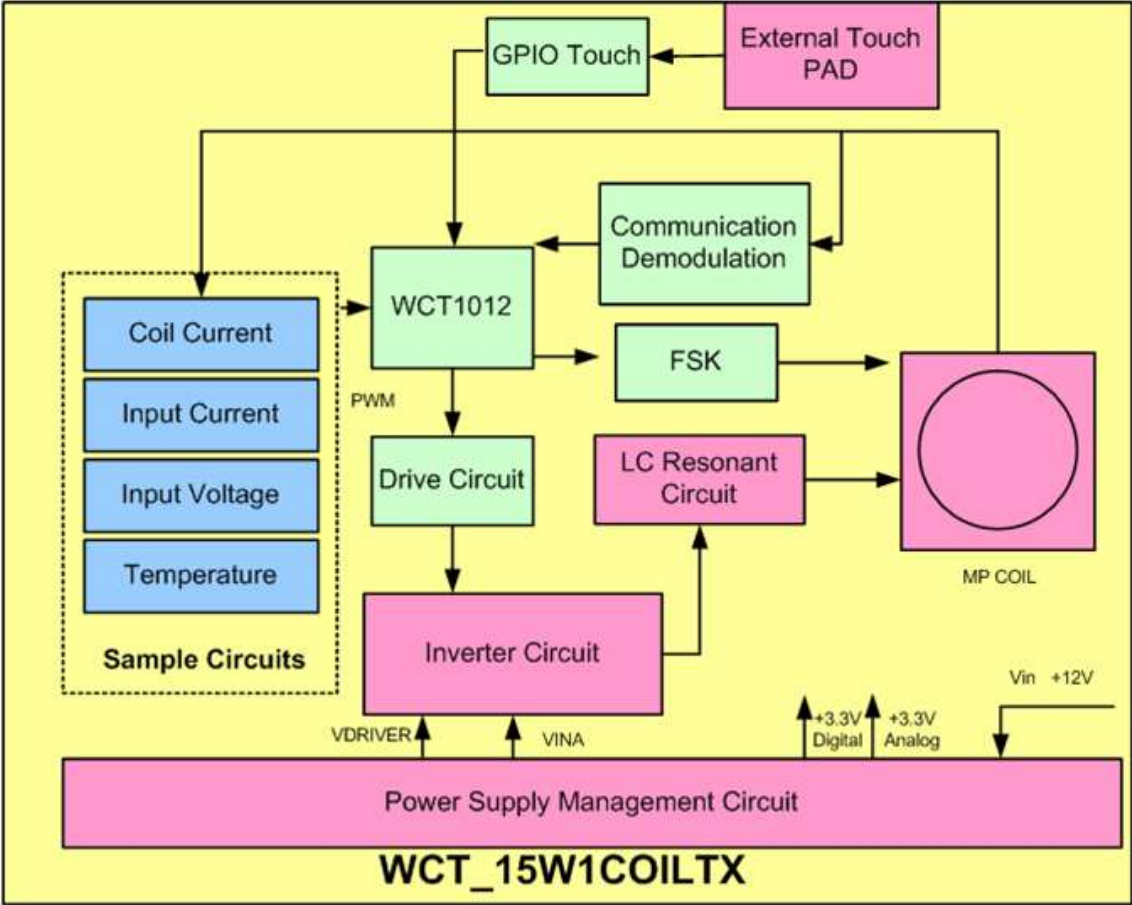 GPIO Touch
External Touch
PAD
Communication
Demodulation
WCT1012
Coil Current
FSK
Input Current
PWM
LC Resonant
Circuit
Drive Circuit
Input Voltage
Temperature
MP COIL
Inverter Circuit
Sample Circuits
Vin +12V
VDRIVER
VINA
+3.3V
Digital
+3.3V
Analog
Power Supply Management Circuit
WCT_15W1COILTX